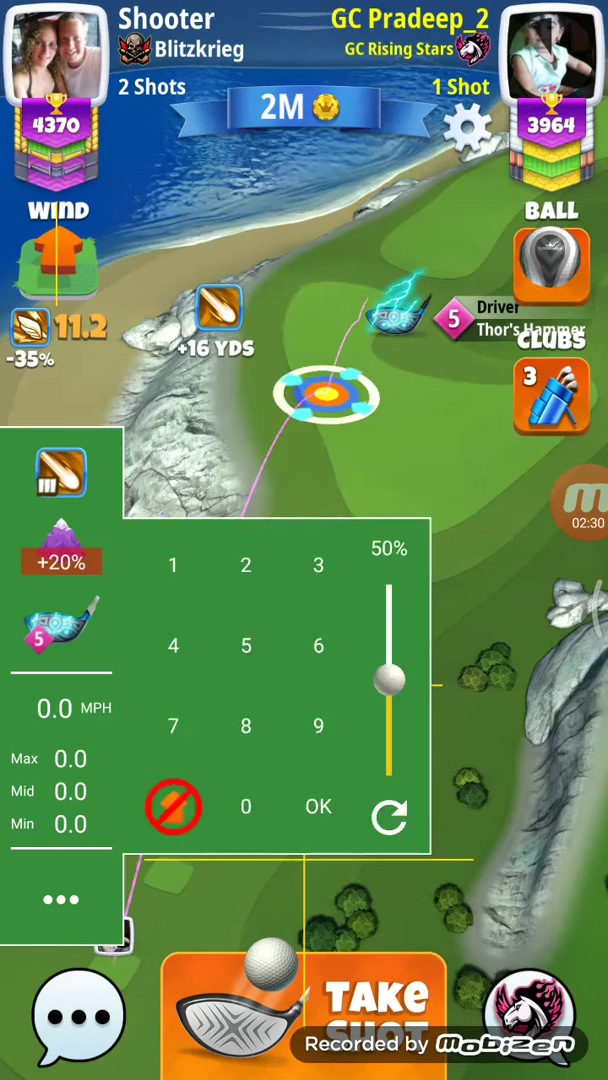 Shooter
GC Pradeep_2
Blitzkrieg
GC Rising Stars
2 Shots
1 Shot
2M
4370
3964
WIND
BALL
11.2
-35%
+16 YDS
5
Driver
Thor's Hammer
CLUBS
3
III
m
02:30
+20%
50%
1 2 3
5
4 5 6
0.0 MPH
7 8 9
Max 0.0
Mid 0.0
Min 0.0
0 OK
•••
TAKE
SHOT
Recorded by mobizen